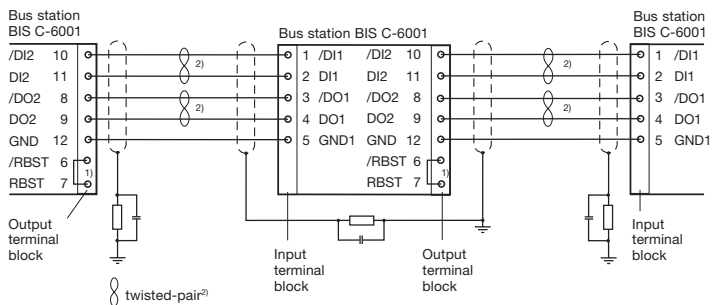 Bus station
BIS C-6001
/DI2 10
DI2 11
/DO2 8
DO2 9
GND 12
/RBST 6
RBST 7
1)
Output
terminal
block
2)
2)
twisted-pair2)
Bus station BIS C-6001
1 /DI1
2 DI1
3 /DO1
4 DO1
5 GND1
/DI2 10
DI2 11
/DO2 8
DO2 9
GND 12
/RBST 6
RBST 7
1)
Input
terminal
block
Output
terminal
block
2)
2)
Bus station
BIS C-6001
1 /DI1
2 DI1
3 /DO1
4 DO1
5 GND1
Input
terminal
block